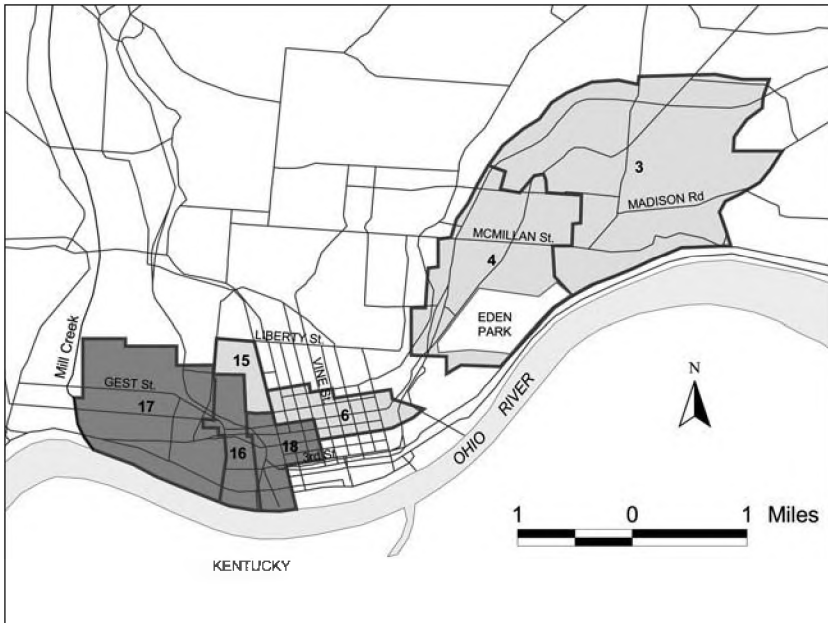 3
MADISON Rd
MCMILLAN St.
4
EDEN
PARK
LIBERTY St.
15
VINE St.
Mill Creek
GEST St.
17
6
18
3rd St
16
OHIO RIVER
N
1 0 1 Miles
KENTUCKY